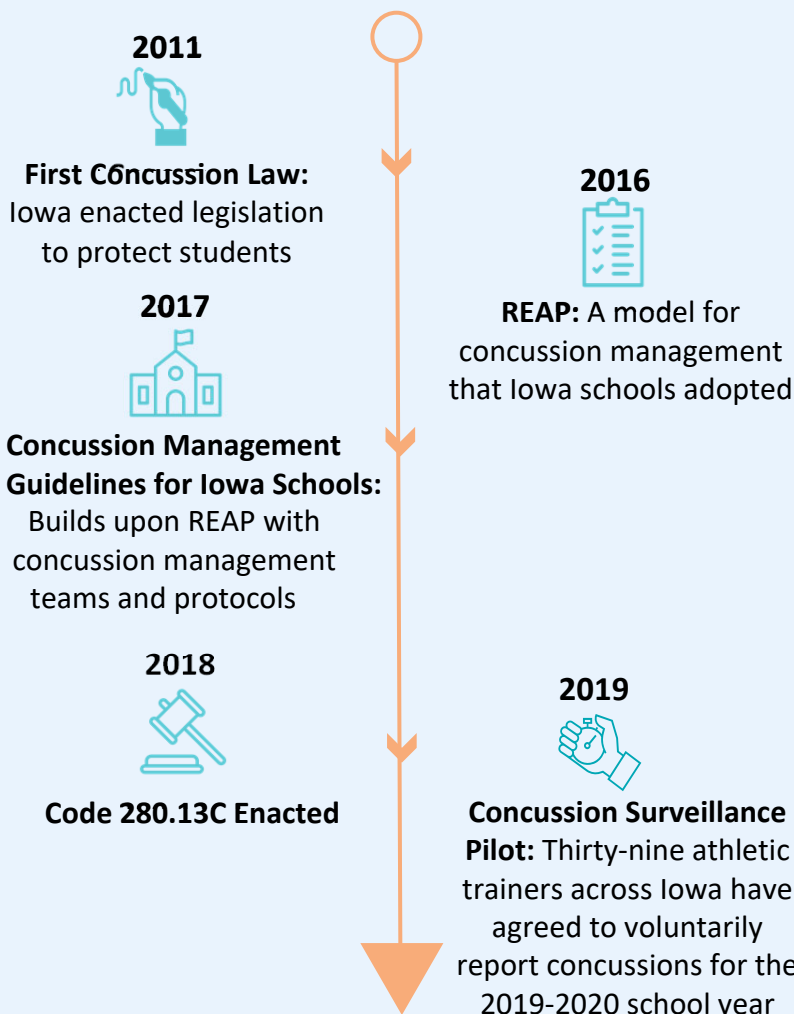 2011
First Concussion Law:
Iowa enacted legislation
to protect students
2016
REAP: A model for
concussion management
that Iowa schools adopted
2017
Concussion Management
Guidelines for Iowa Schools:
Builds upon REAP with
concussion management
teams and protocols
2018
Code 280.13C Enacted
2019
Concussion Surveillance
Pilot: Thirty-nine athletic
trainers across Iowa have
agreed to voluntarily
report concussions for the
2019-2020 school year